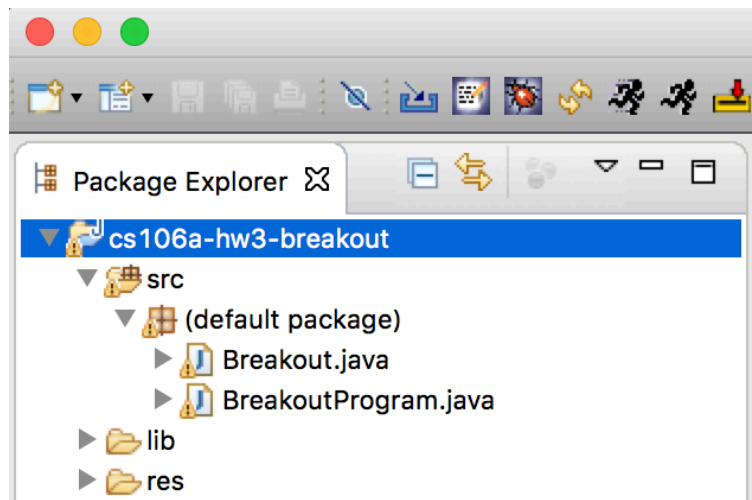 Package Explorer
cs106a-hw3-breakout
src
(default package)
Breakout.java
BreakoutProgram.java
lib
res